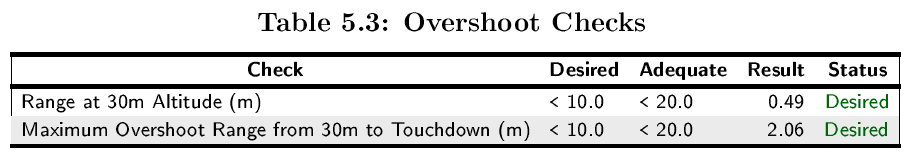 Table 5.3: Overshoot Checks
Check Desired Adequate Result Status
Range at 30m Altitude (m) < 10.0 < 20.0 0.49 Desired
Maximum Overshoot Range from 30m to Touchdown (m) < 10.0 < 20.0 2.06 Desired